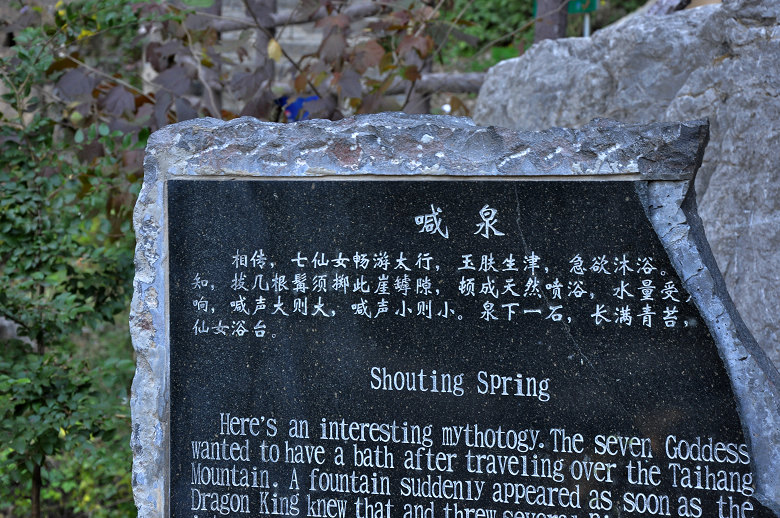 喊泉
相传，七仙女畅游太行，玉肤生津，急欲沐浴。
知，拔几根髯须掷此崖罅隙，顿成天然喷浴，水量受
响，喊声大则大，喊声小则小。泉下一石，长满青苔，
仙女浴台
Shouting Spring
Here's an interesting mythotogy. The seven Goddess
wanted to have a bath after traveling over the Taihang
Mountain. A fountain suddenly appeared as soon as the
Dragon King knew that and threw several